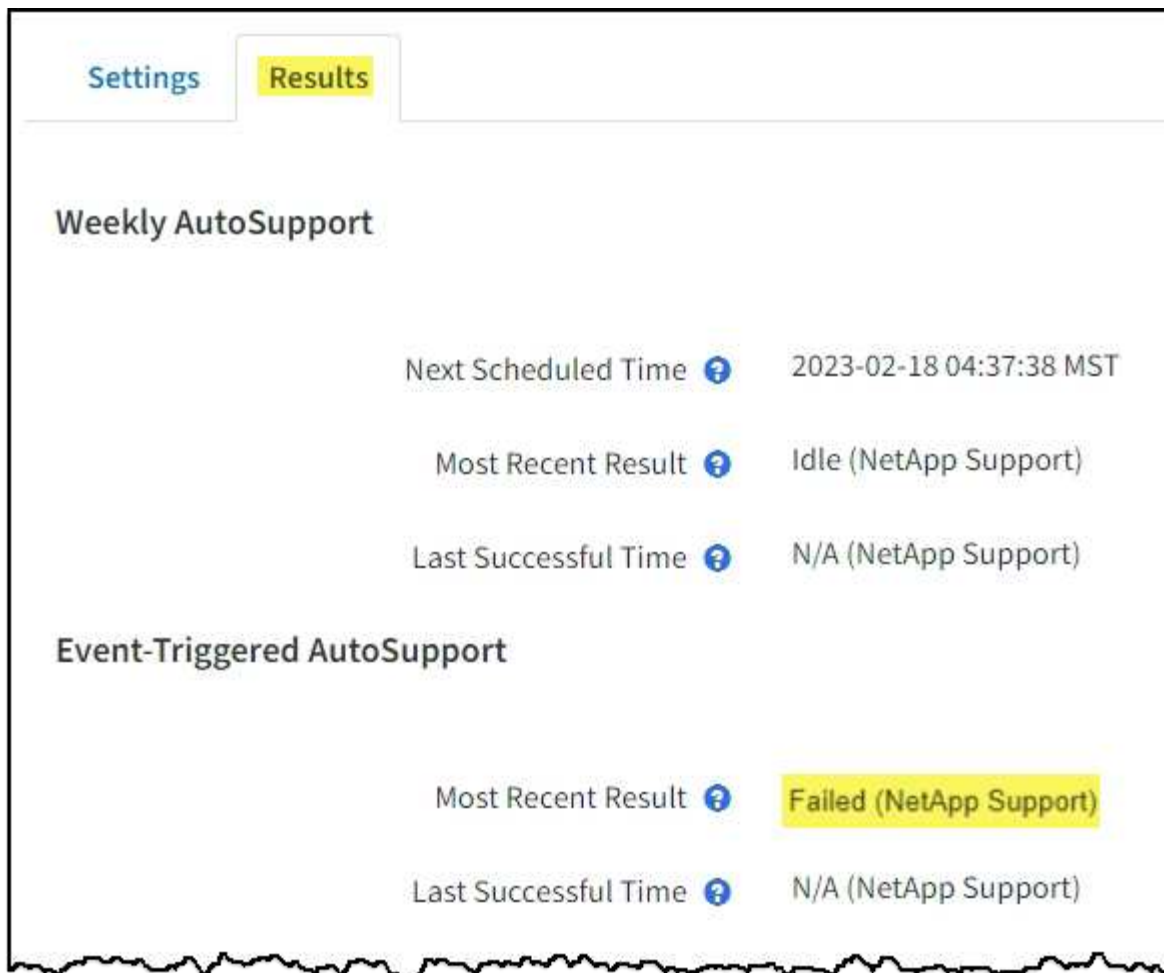 Settings Results
Weekly AutoSupport
Next Scheduled Time 2023-02-18 04:37:38 MST
Most Recent Result Idle (NetApp Support)
Last Successful Time N/A (NetApp Support)
Event-Triggered AutoSupport
Most Recent Result Failed (NetApp Support)
Last Successful Time N/A (NetApp Support)